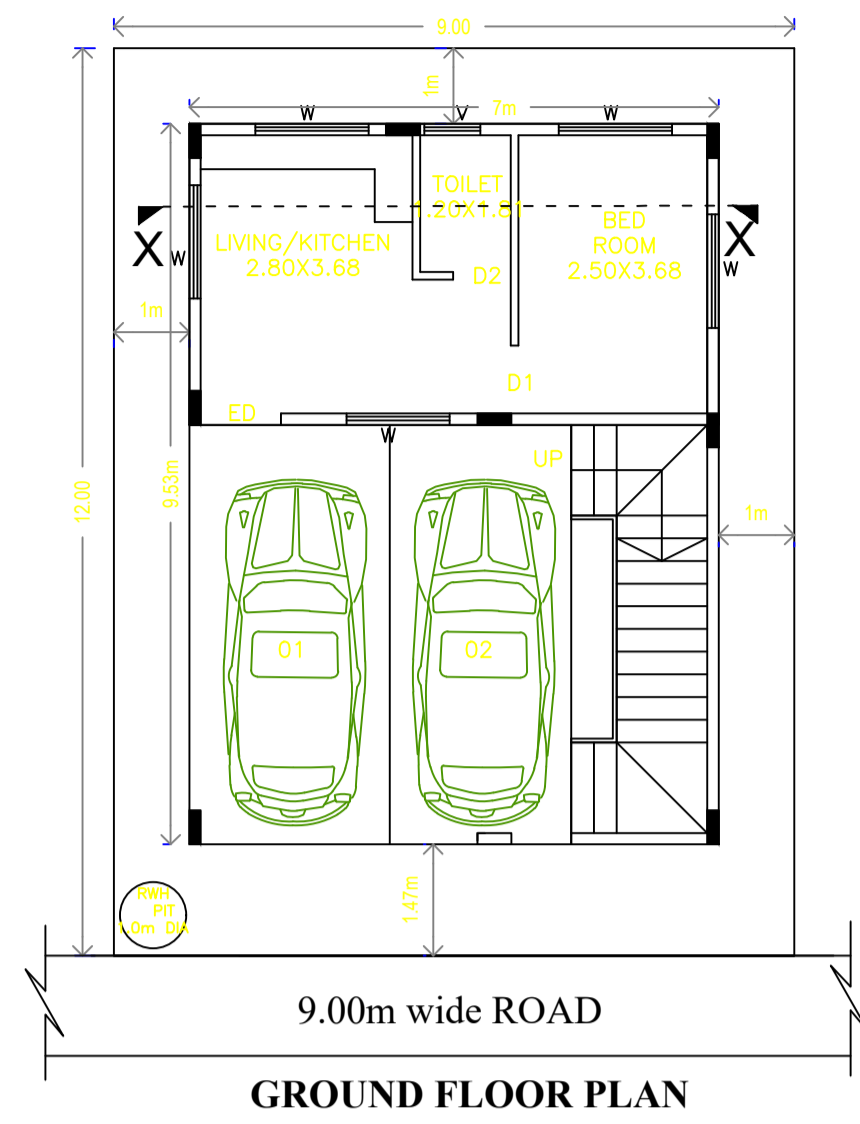 9.00
1m
7m
W
V
W
TOILET
1.20X1.81
BED
ROOM
2.50X3.68
LIVING/KITCHEN
2.80X3.68
X
W
X
W
D2
1m
D1
ED
W
UP
9.53m
12.00
1m
01
02
1.47m
RWH
PIT
1.0m DIA
9.00m wide ROAD
GROUND FLOOR PLAN